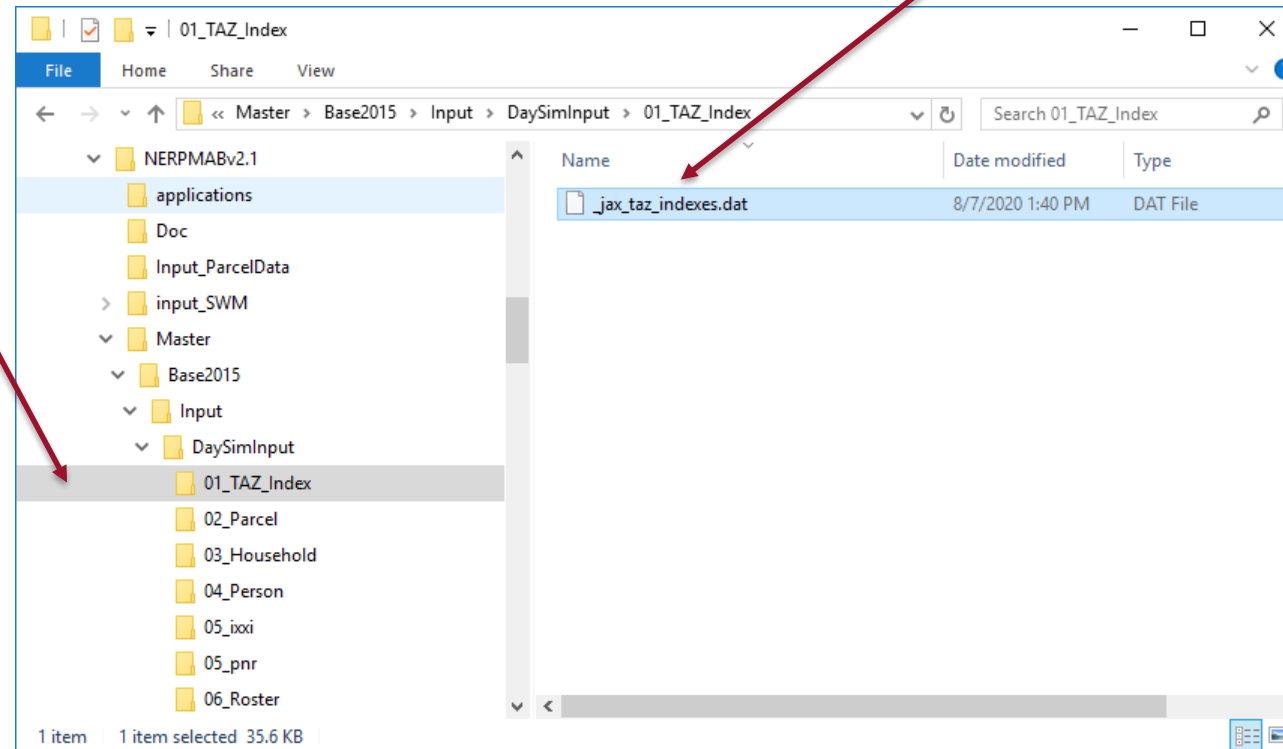 01_TAZ_Index
File Home Share View
« Master > Base2015 > Input > DaySimInput > 01_TAZ_Index
Search 01_TAZ_Index
NERPMABv2.1
applications
Doc
Input_ParcelData
input_SWM
Master
Base2015
Input
DaySimInput
01_TAZ_Index
02_Parcel
03_Household
04_Person
05_ixxi
05_pnr
06_Roster
Name Date modified Type
_jax_taz_indexes.dat 8/7/2020 1:40 PM DAT File
1 item 1 item selected 35.6 KB